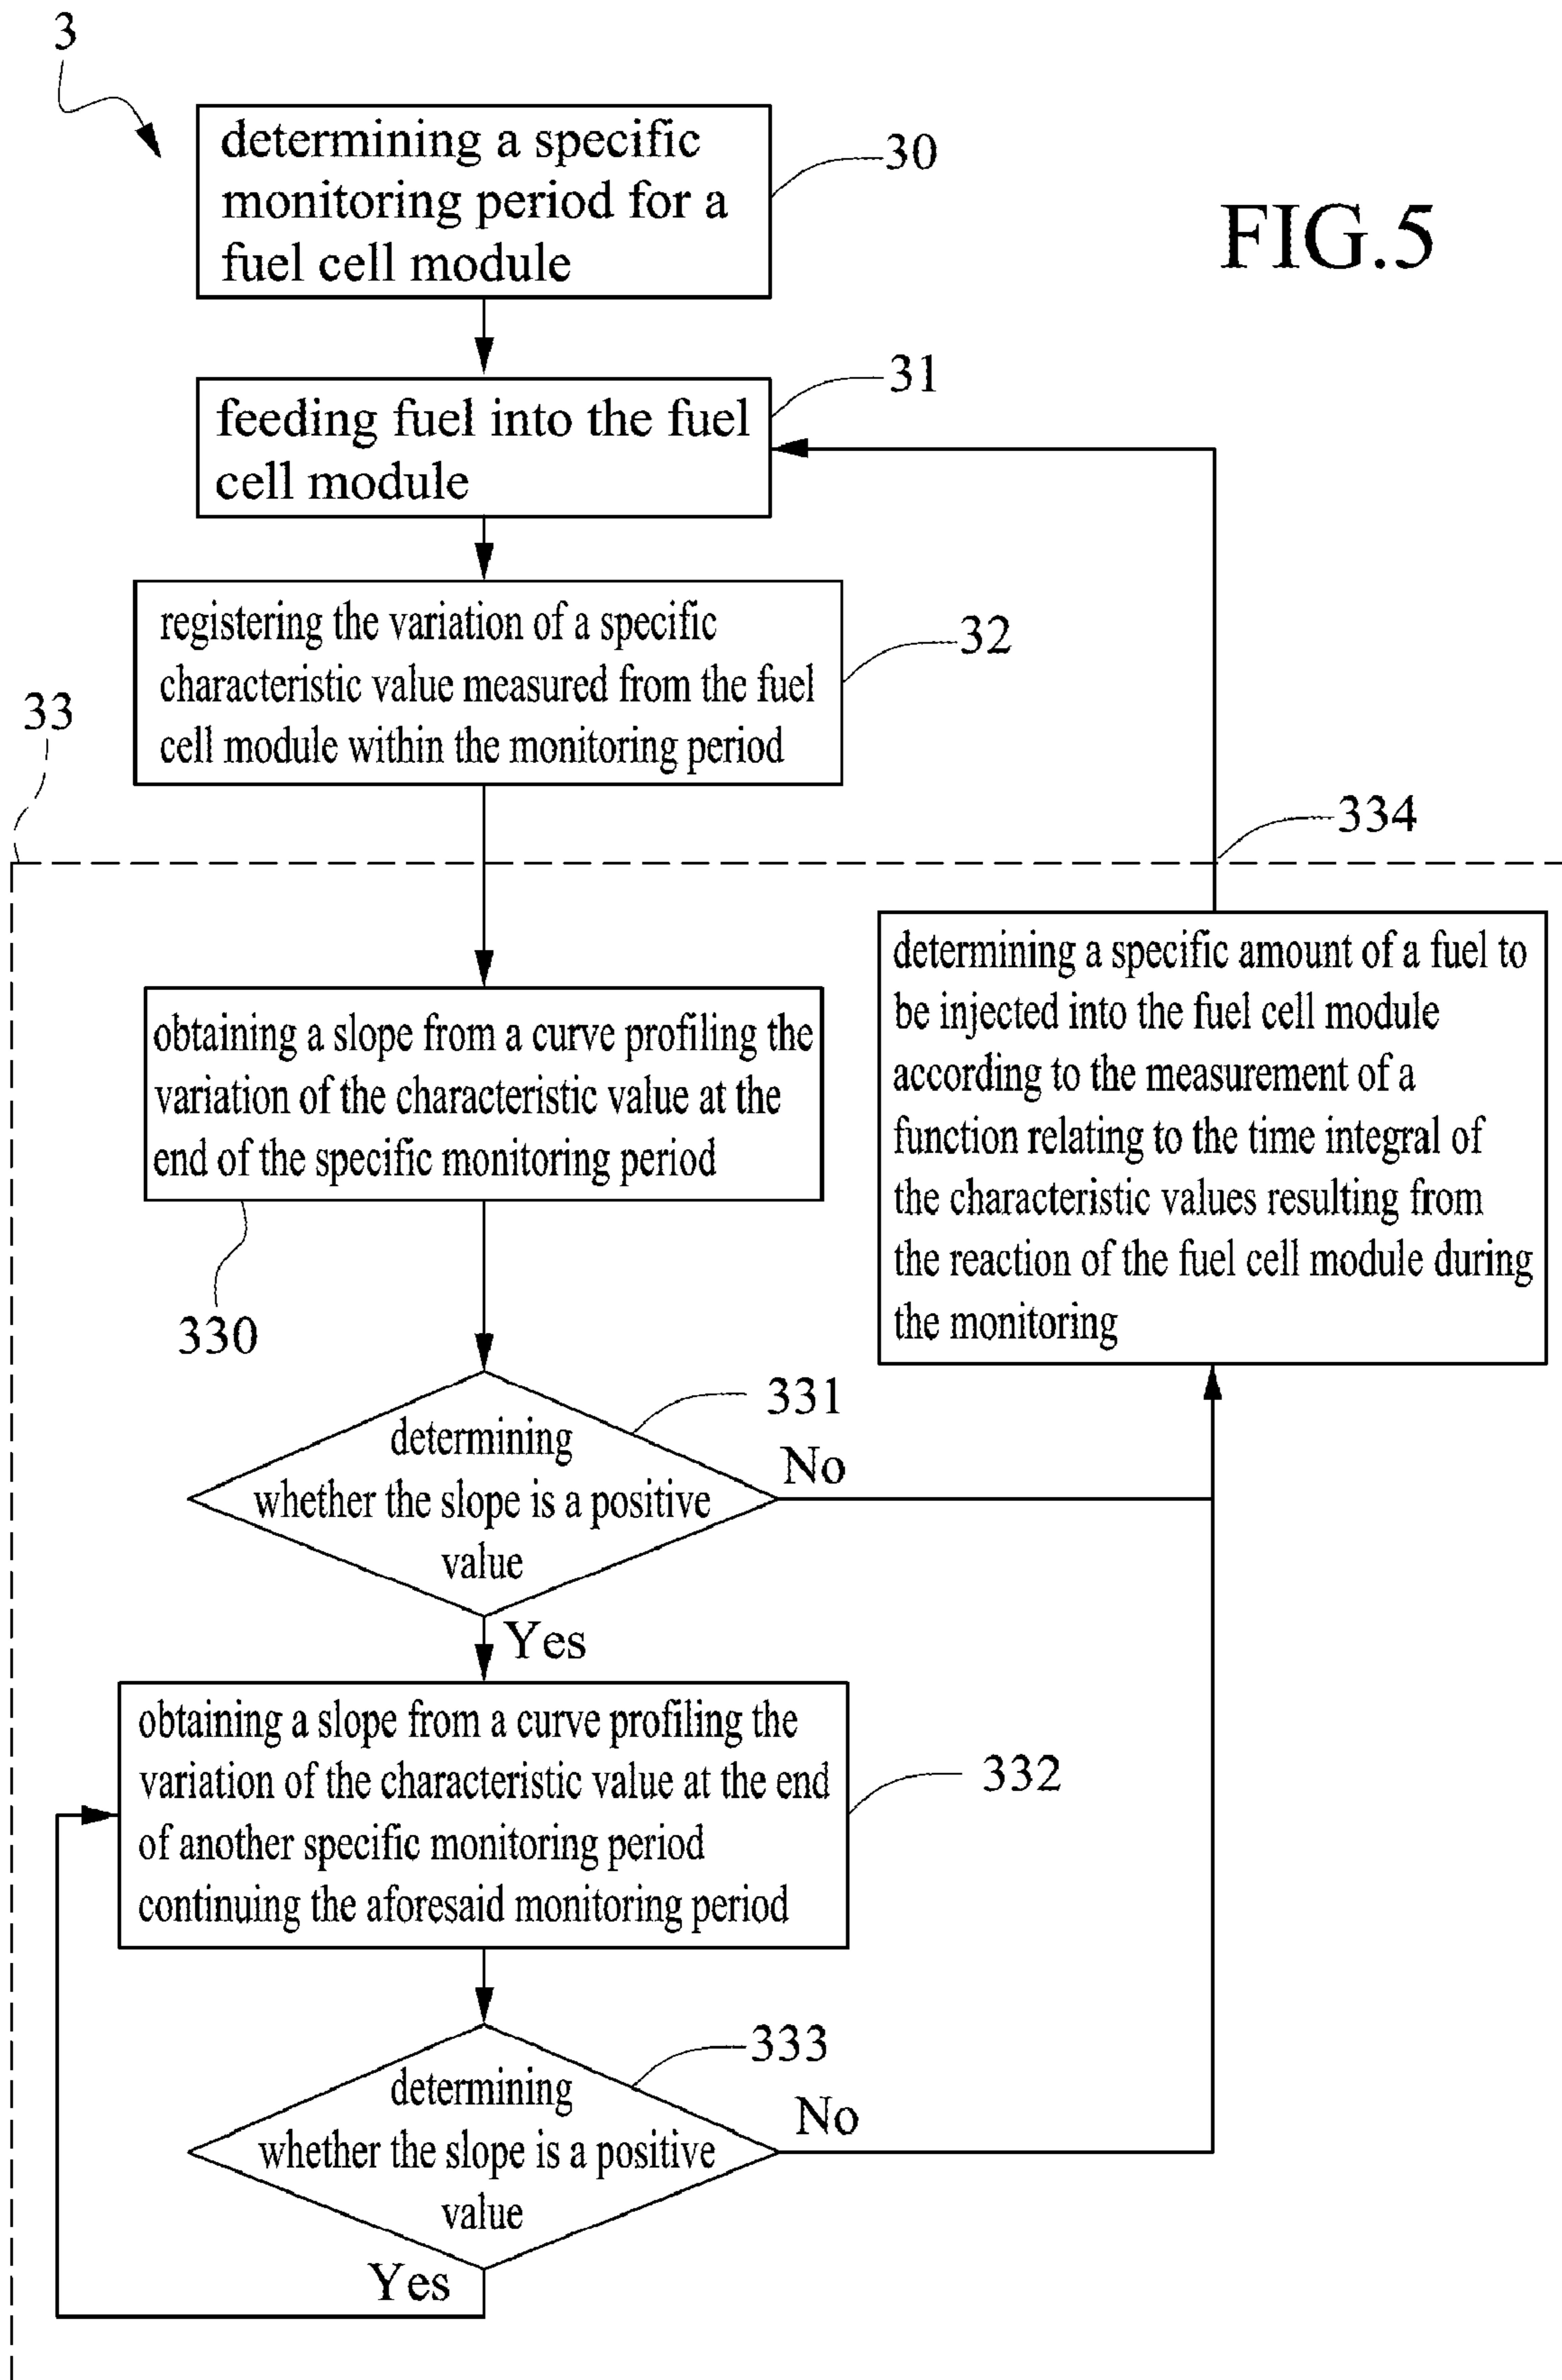 3
determining a specific
monitoring period for a
fuel cell module
30
FIG.5
31
feeding fuel into the fuel
cell module
registering the variation of a specific
characteristic value measured from the fuel
cell module within the monitoring period
32
33
334
determining a specific amount of a fuel to
be injected into the fuel cell module
according to the measurement of a
function relating to the time integral of
the characteristic values resulting from
the reaction of the fuel cell module during
the monitoring
obtaining a slope from a curve profiling the
variation of the characteristic value at the
end of the specific monitoring period
330
331
determining
whether the slope is a positive
value
No
Yes
obtaining a slope from a curve profiling the
variation of the characteristic value at the end
of another specific monitoring period
continuing the aforesaid monitoring period
332
333
determining
whether the slope is a positive
value
No
Yes